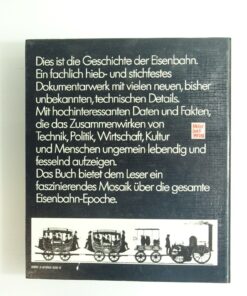 Dies ist die Geschichte der Eisenbahn.
Ein fachlich hieb- und stichfestes
Dokumentarwerk mit vielen neuen, bisher
unbekannten, technischen Details.
Mit hochinteressanten Daten und Fakten,
die das Zusammenwirken von
Technik, Politik, Wirtschaft, Kultur
und Menschen ungemein lebendig und
fesselnd aufzeigen.
Das Buch bietet dem Leser ein
faszinierendes Mosaik über die gesamte
Eisenbahn-Epoche.